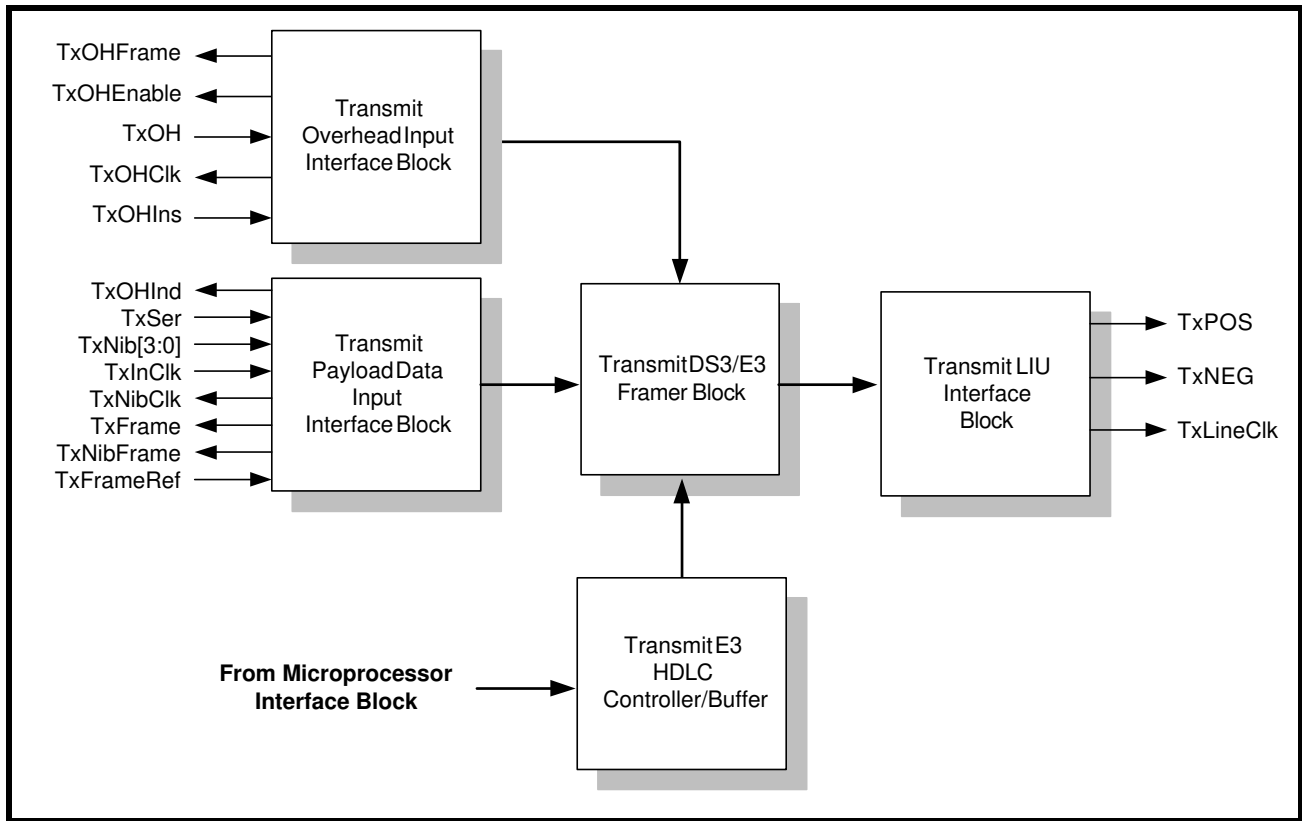 TxOHFrame
TxOHEnable
TxOH
TxOHClk
TxOHIns
Transmit
Overhead Input
Interface Block
TxOHInd
TxSer
TxNib[3:0]
TxInClk
TxNibClk
TxFrame
TxNibFrame
TxFrameRef
Transmit
Payload Data
Input
Interface Block
Transmit DS3/E3
Framer Block
Transmit LIU
Interface
Block
TxPOS
TxNEG
TxLineClk
From Microprocessor
Interface Block
Transmit E3
HDLC
Controller/Buffer